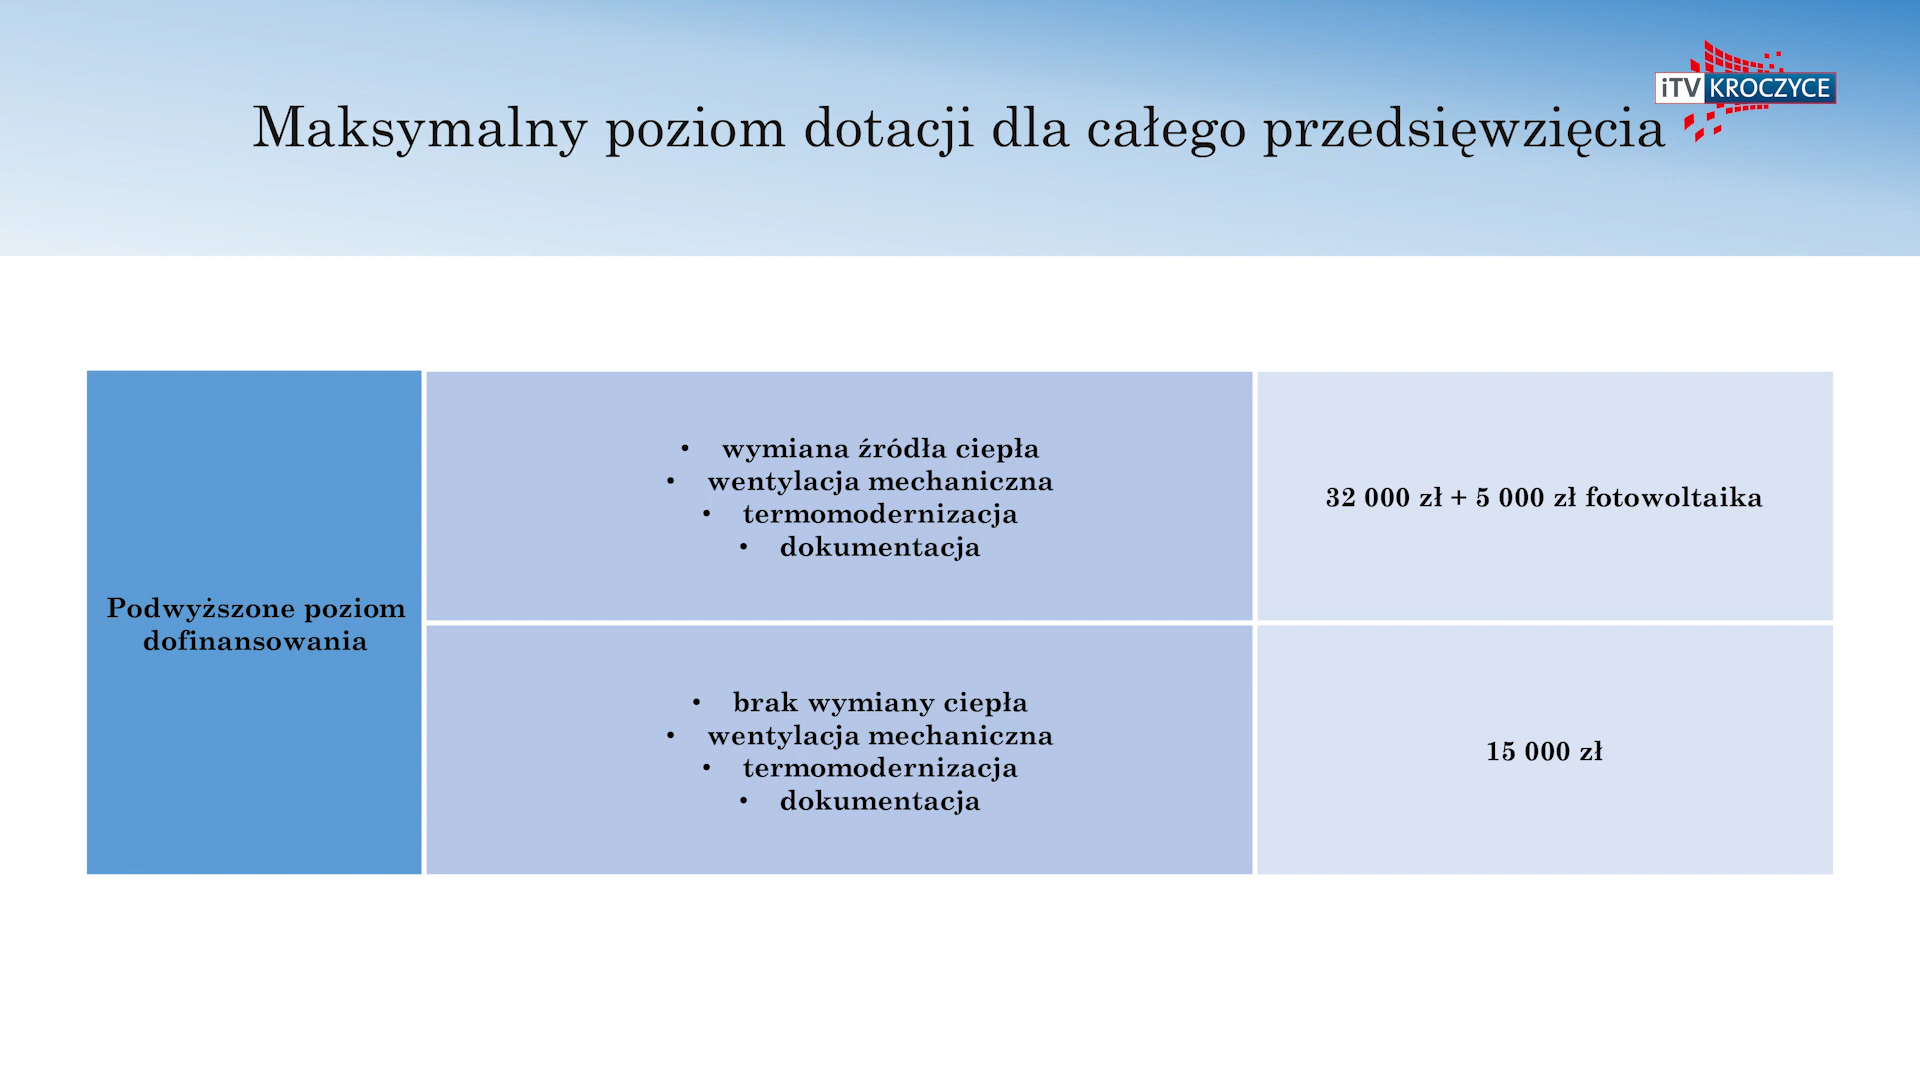 iTV KROCZYCE
Maksymalny poziom dotacji dla całego przedsięwzięcia
Podwyższone poziom
dofinansowania
• wymiana źródła ciepła
• wentylacja mechaniczna
• termomodernizacja
• dokumentacja
32 000 zł + 5 000 zł fotowoltaika
• brak wymiany ciepła
• wentylacja mechaniczna
• termomodernizacja
• dokumentacja
15 000 zł